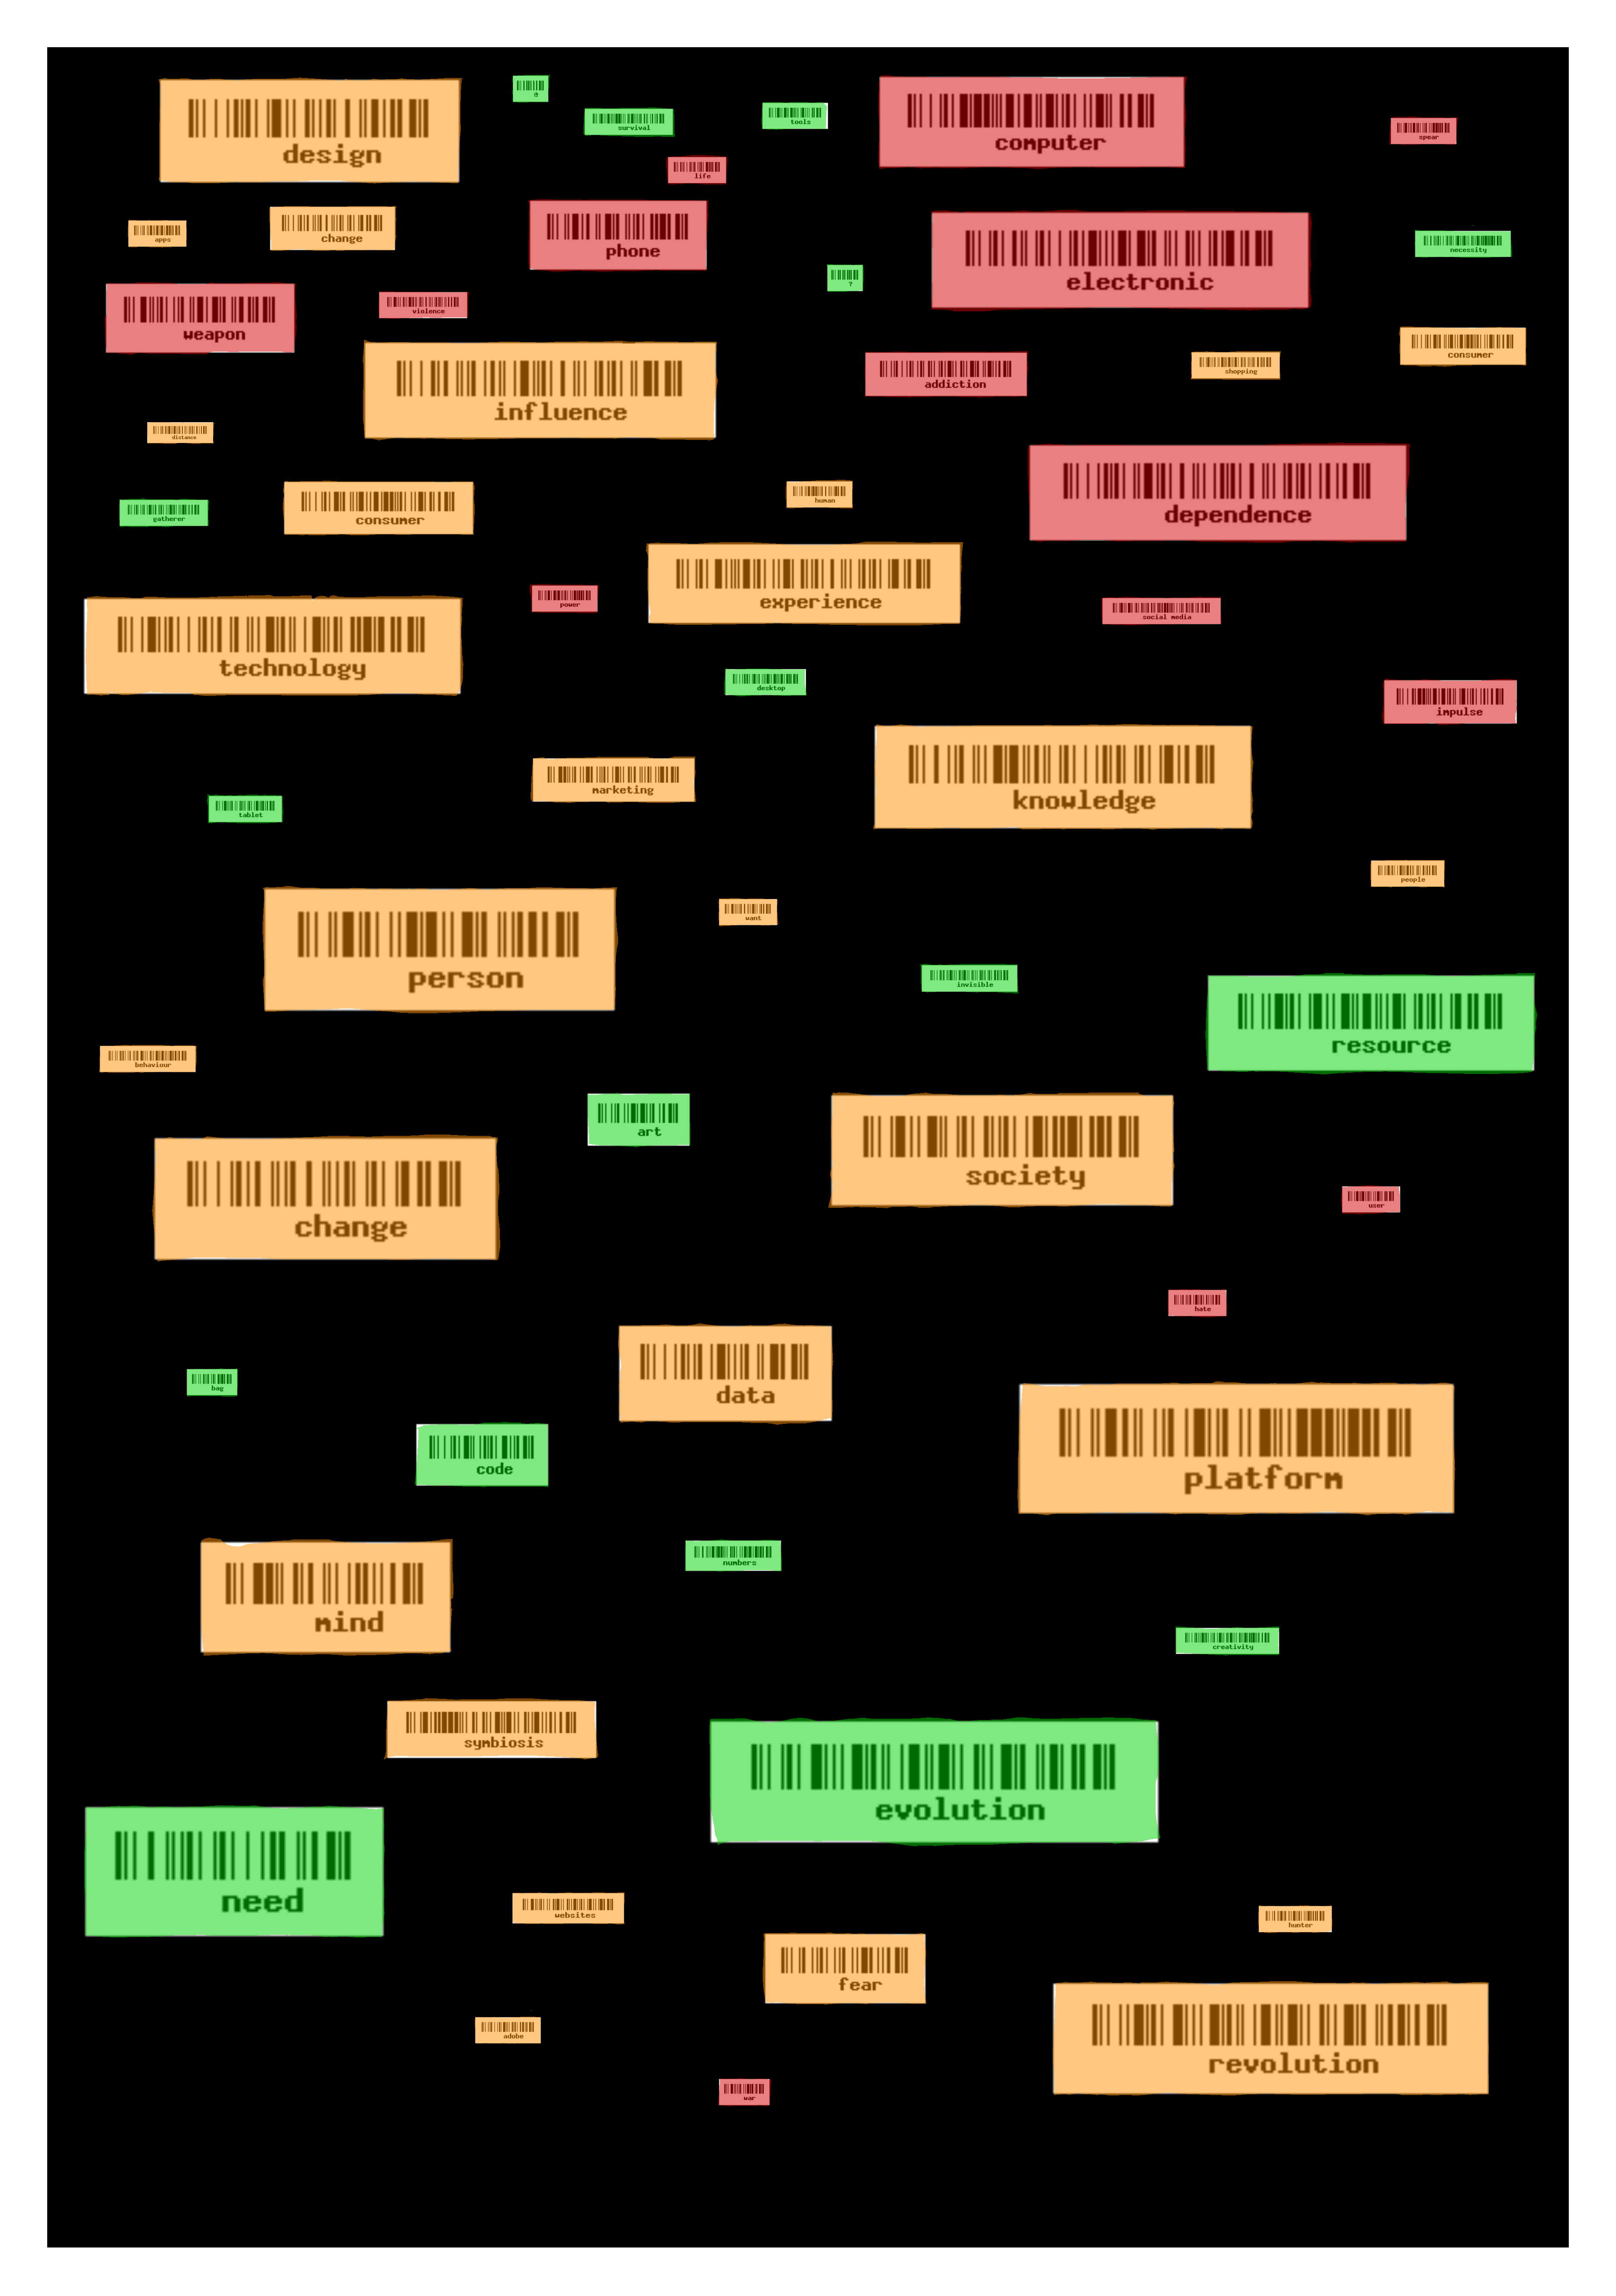 design
@
survival
tools
computer
spear
life
apps
change
phone
electronic
necessity
?
weapon
violence
influence
addiction
shopping
consumer
distance
gatherer
consumer
human
dependence
experience
technology
power
social media
desktop
impulse
marketing
knowledge
tablet
people
person
want
invisible
resource
behaviour
art
society
change
user
hate
data
bag
platform
code
mind
numbers
creativity
symbiosis
evolution
need
websites
hunter
fear
adobe
revolution
war